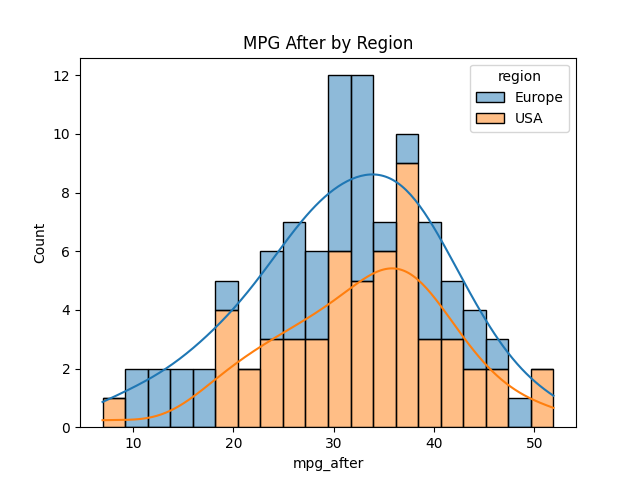 MPG After by Region
region
Europe
USA
Count
12
10
8
6
4
2
0
10 20 30 40 50
mpg_after